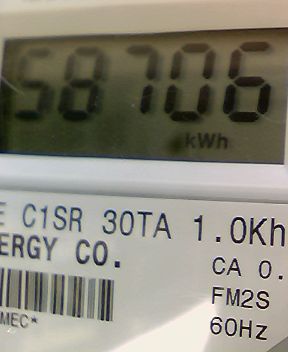 58706
kWh
E C1SR 30TA 1.0Kh
ERGY CO.
CA 0.
FM2S
MEC*
60Hz